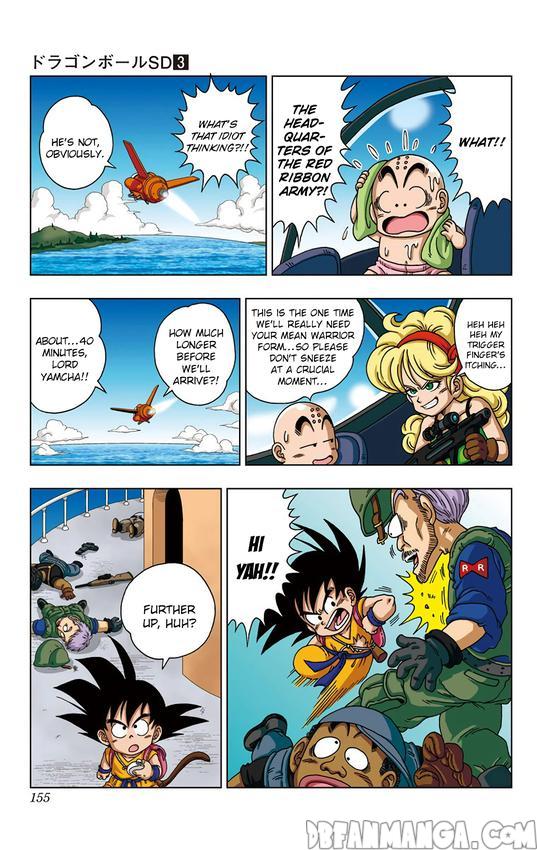 ドラゴンボールSD3
WHAT!!
THE
HEAD-
QUAR-
TERS OF
THE RED
RIBBON
ARMY?!
WHAT'S
THAT IDIOT
THINKING?!!
HE'S NOT,
OBVIOUSLY.
HEH HEH
HEH MY
TRIGGER
FINGER'S
ITCHING...
THIS IS THE ONE TIME
WE'LL REALLY NEED
YOUR MEAN WARRIOR
FORM...SO PLEASE
DON'T SNEEZE
AT A CRUCIAL
MOMENT...
HOW MUCH
LONGER
BEFORE
WE'LL
ARRIVE?!
ABOUT...40
MINUTES,
LORD
YAMCHA!!
HI
YAH!!
R R
FURTHER
UP, HUH?
155
DBFANMANGA.COM